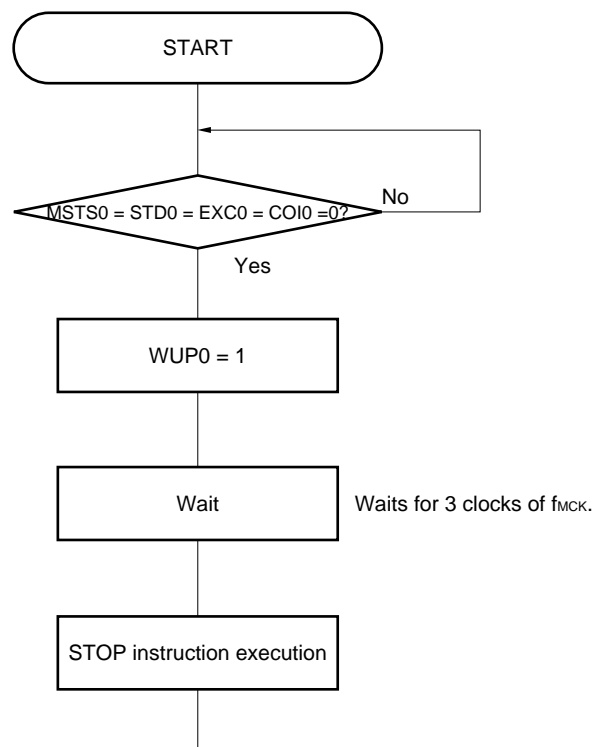 START
MSTS0 = STD0 = EXC0 = COI0 =0?
No
Yes
WUP0 = 1
Wait
Waits for 3 clocks of fMCK.
STOP instruction execution